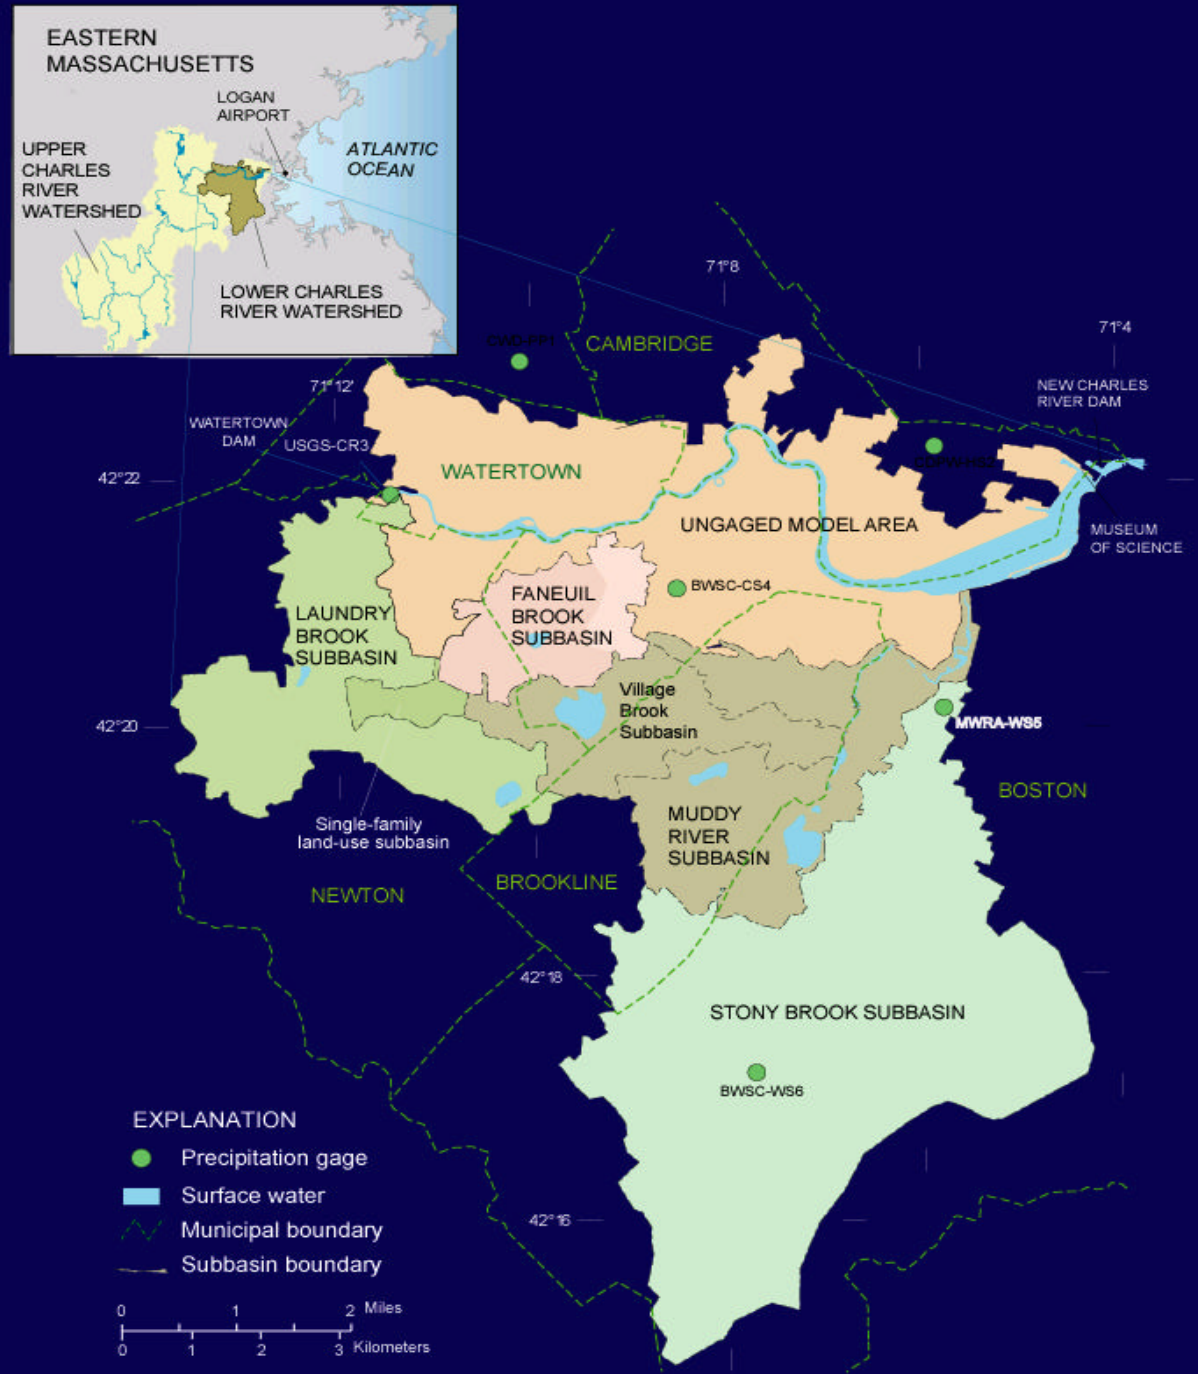 EASTERN
MASSACHUSETTS
LOGAN
AIRPORT
UPPER
CHARLES
RIVER
WATERSHED
ATLANTIC
OCEAN
LOWER CHARLES
RIVER WATERSHED
71°8
71°4
CWD-PP1
CAMBRIDGE
71°12'
NEW CHARLES
RIVER DAM
WATERTOWN
DAM
USGS-CR3
42°22
WATERTOWN
UNGAGED MODEL AREA
MUSEUM
OF SCIENCE
BWSC-CS4
FANEUIL
BROOK
SUBBASIN
LAUNDRY
BROOK
SUBBASIN
Village
Brook
Subbasin
42°20
MWRA-WS5
BOSTON
MUDDY
RIVER
SUBBASIN
Single-family
land-use subbasin
NEWTON
BROOKLINE
42°18
STONY BROOK SUBBASIN
BWSC-WS6
42°16
EXPLANATION
Precipitation gage
Surface water
Municipal boundary
Subbasin boundary
0 1 2 Miles
0 1 2 3 Kilometers